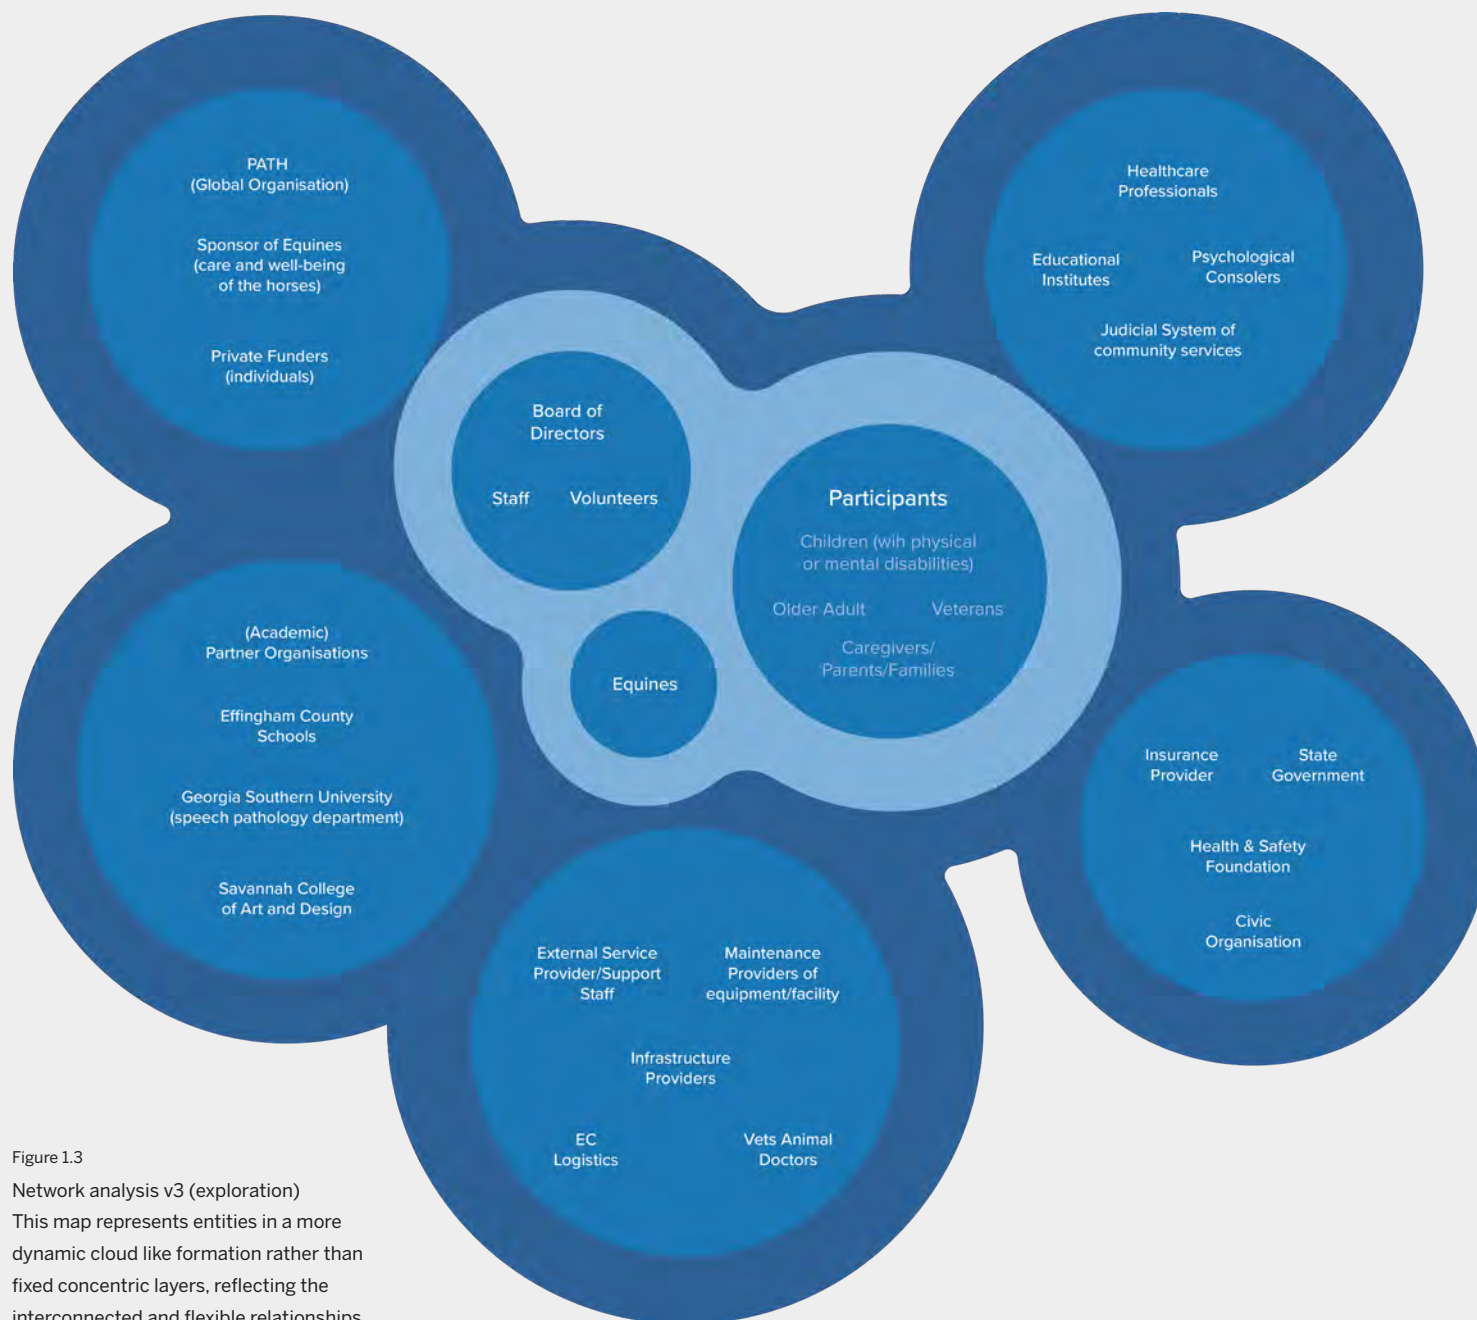 PATH
(Global Organisation)
Sponsor of Equines
(care and well-being
of the horses)
Private Funders
(individuals)
Healthcare
Professionals
Educational
Institutes
Psychological
Consolers
Judicial System of
community services
Board of
Directors
Staff
Volunteers
Participants
Children (wih physical
or mental disabilities)
Older Adult
Veterans
Caregivers/
Parents/Families
Equines
(Academic)
Partner Organisations
Effingham County
Schools
Georgia Southern University
(speech pathology department)
Savannah College
of Art and Design
Insurance
Provider
State
Government
Health & Safety
Foundation
Civic
Organisation
External Service
Provider/Support
Staff
Maintenance
Providers of
equipment/facility
Infrastructure
Providers
EC
Logistics
Vets Animal
Doctors
Figure 1.3
Network analysis v3 (exploration)
This map represents entities in a more
dynamic cloud like formation rather than
fixed concentric layers, reflecting the
interconnected and flexible relationships